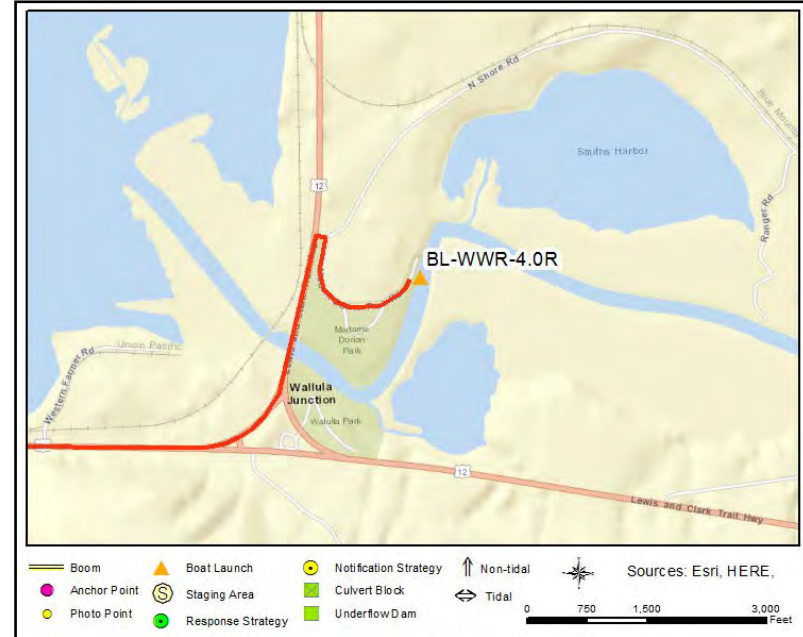 N Shore Rd
Blue Mounta
Smiths Harbor
12
Ranger Rd
BL-WWR-4.0R
Madame
Dorian
Park
Union Pacific
Western Farmer Rd
Wallula
Junction
Walulla Park
12
Lewis and Clark Trail Hwy
Boom
Boat Launch
Notification Strategy
Non-tidal
Sources: Esri, HERE,
Anchor Point
S
Staging Area
Culvert Block
Tidal
Photo Point
Response Strategy
Underflow Dam
0 750 1,500 3,000
Feet